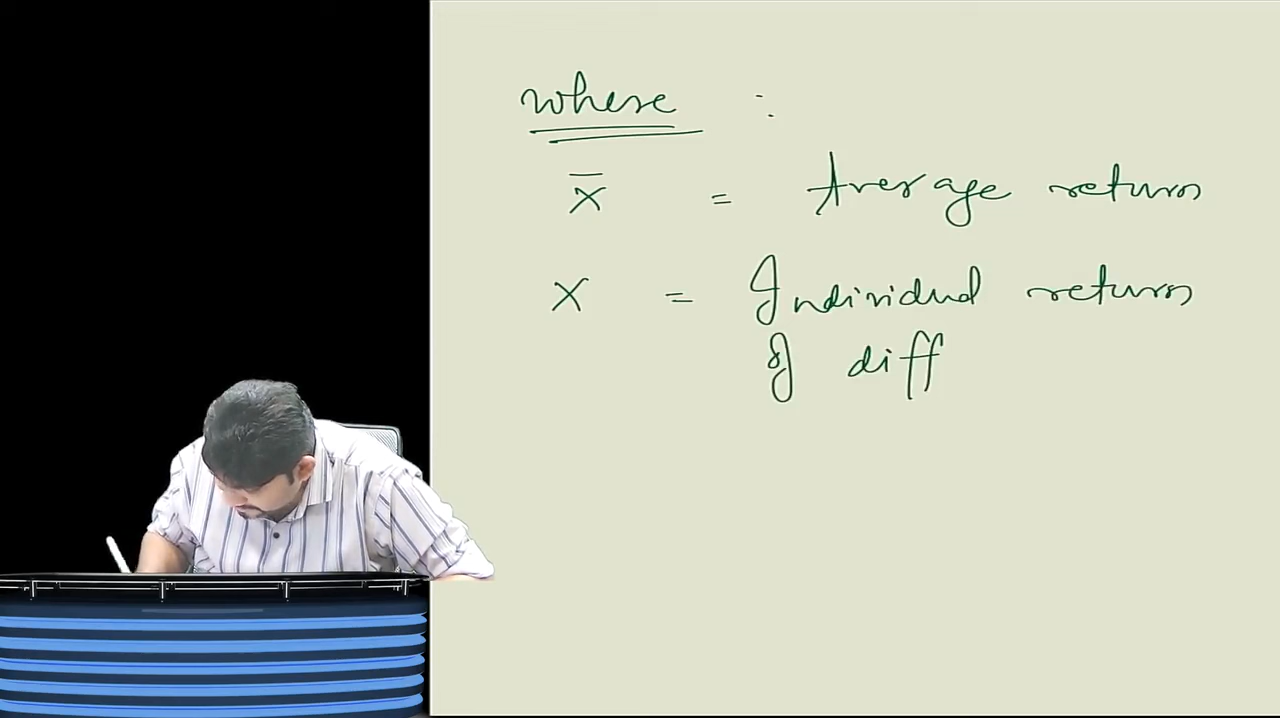 where :
x̄ = Average return
X = Individual return
of diff